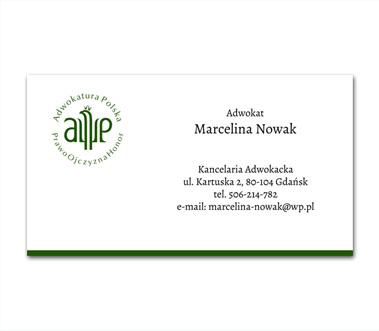 Adwokatura Polska
Prawo Ojczyzna Honor
Adwokat
Marcelina Nowak
Kancelaria Adwokacka
ul. Kartuska 2, 80-104 Gdańsk
tel. 506-214-782
e-mail: marcelina-nowak@wp.pl